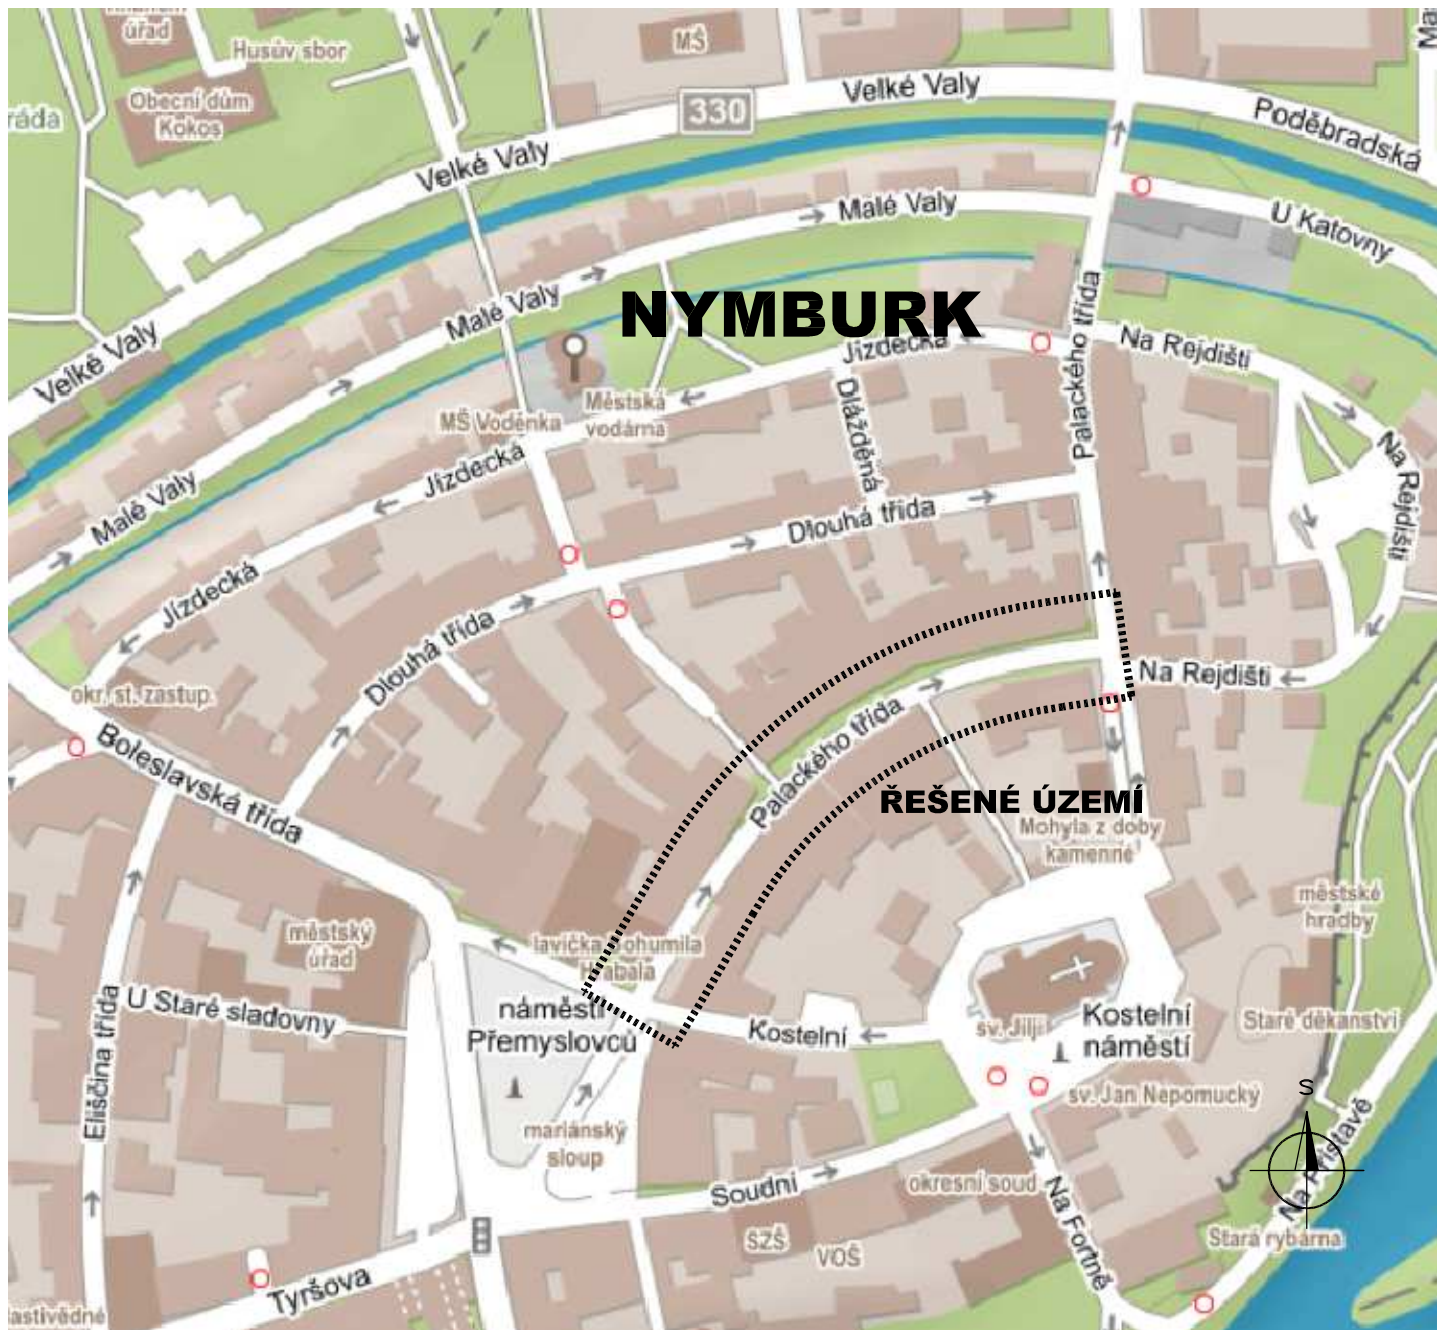 úřad
Husův sbor
MŠ
Obecní dům
Kokos
330
Velké Valy
Poděbradská
Velké Valy
Malé Valy
U Katovny
Velké Valy
Malé Valy
NYMBURK
Palackého třída
Na Rejdišti
Jízdecká
Městská
vodárna
MŠ Voděnka
Dlážděná
Jízdecká
Na Rejdišti
Malé Valy
Dlouhá třída
Jízdecká
Dlouhá třída
Na Rejdišti
okr. st. zastup.
Palackého třída
Boleslavská třída
ŘEŠENÉ ÚZEMÍ
Mohyla z doby
kamenné
městské
hradby
městský
úřad
lavička Bohumila
Hrabala
U Staré sladovny
náměstí
Přemyslovců
Kostelní
sv. Jiljí
Kostelní
náměstí
Staré děkanství
Eliščina třída
sv. Jan Nepomucký
S
mariánský
sloup
Na Přístavě
Soudní
okresní soud
Na Fortně
SZŠ
VOŠ
Stará rybárna
Tyršova